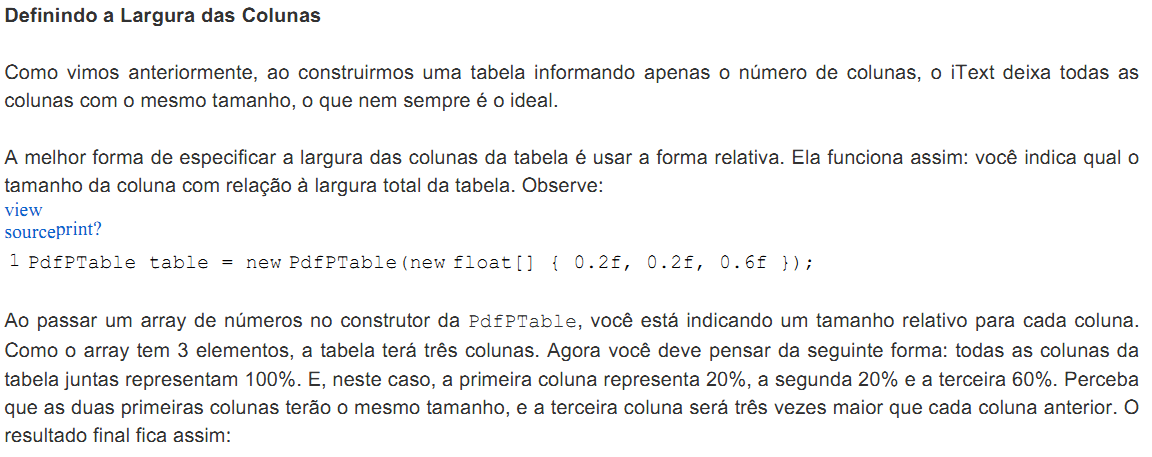 Definindo a Largura das Colunas
Como vimos anteriormente, ao construirmos uma tabela informando apenas o número de colunas, o iText deixa todas as
colunas com o mesmo tamanho, o que nem sempre é o ideal.
A melhor forma de especificar a largura das colunas da tabela é usar a forma relativa. Ela funciona assim: você indica qual o
tamanho da coluna com relação à largura total da tabela. Observe:
view
sourceprint?
1 PdfPTable table = new PdfPTable(new float[] { 0.2f, 0.2f, 0.6f });
Ao passar um array de números no construtor da PdfPTable, você está indicando um tamanho relativo para cada coluna.
Como o array tem 3 elementos, a tabela terá três colunas. Agora você deve pensar da seguinte forma: todas as colunas da
tabela juntas representam 100%. E, neste caso, a primeira coluna representa 20%, a segunda 20% e a terceira 60%. Perceba
que as duas primeiras colunas terão o mesmo tamanho, e a terceira coluna será três vezes maior que cada coluna anterior. O
resultado final fica assim: